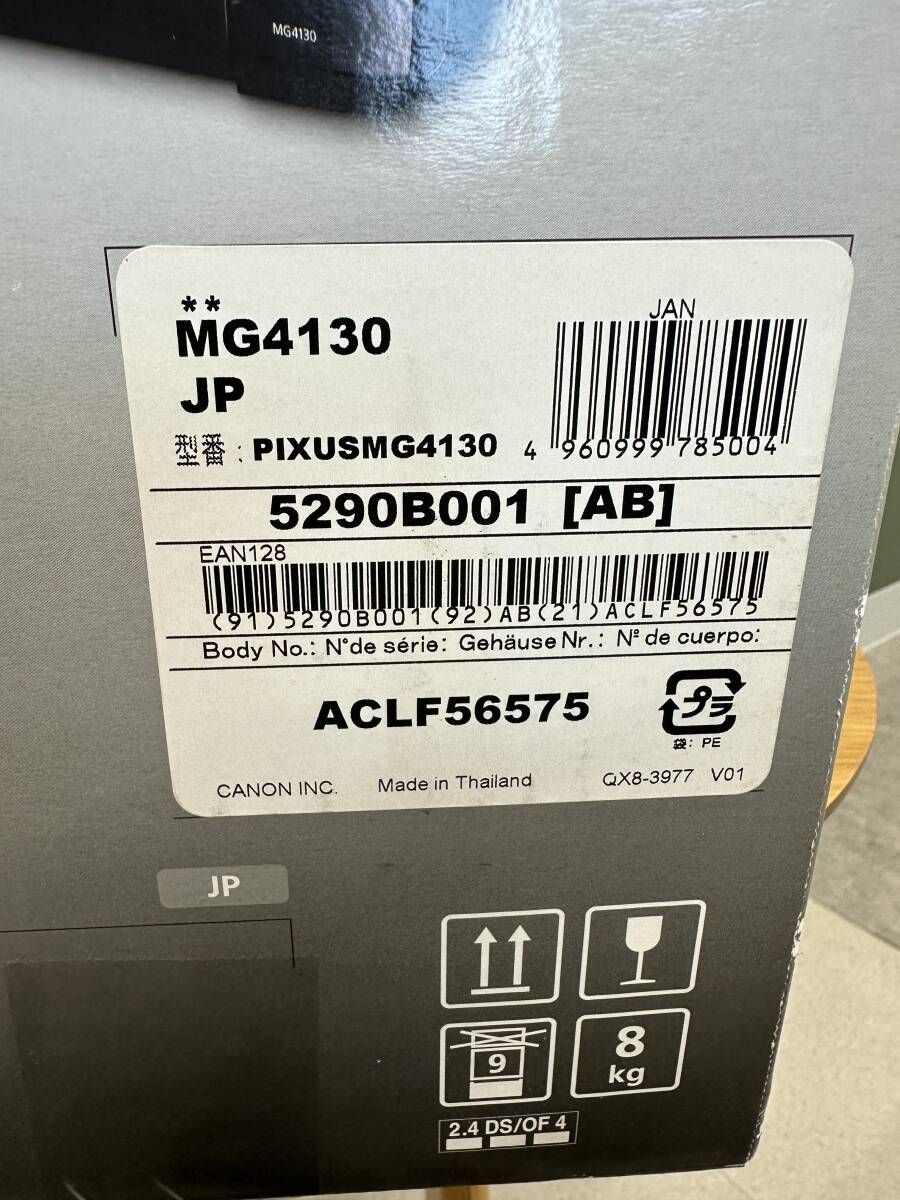 MG4130
**
MG4130
JP
型番 : PIXUSMG4130
JAN
4 960999 785004
5290B001 [AB]
EAN128
(91)5290B001(92)AB(21)ACLF56575
Body No.: N°de série: Gehäuse Nr.: Nº de cuerpo:
ACLF56575
プラ
袋: PE
CANON INC. Made in Thailand QX8-3977 V01
JP
9
8
kg
2.4 DS/OF 4